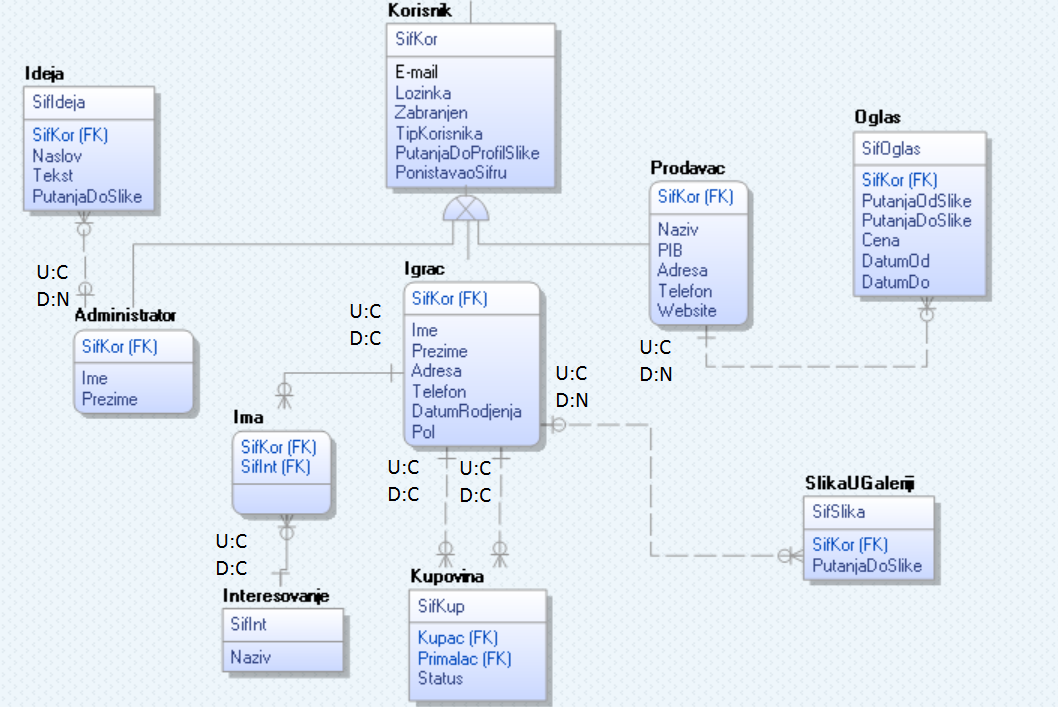 Korisnik
SifKor
E-mail
Lozinka
Zabranjen
TipKorisnika
PutanjaDoProfilSlike
PonistavaoSifru
Ideja
SifIdeja
SifKor (FK)
Naslov
Tekst
PutanjaDoSlike
U:C
D:N
Administrator
SifKor (FK)
Ime
Prezime
Igrac
SifKor (FK)
Ime
Prezime
Adresa
Telefon
DatumRodjenja
Pol
U:C
D:C
Prodavac
SifKor (FK)
Naziv
PIB
Adresa
Telefon
Website
U:C
D:N
Oglas
SifOglas
SifKor (FK)
PutanjaOdSlike
PutanjaDoSlike
Cena
DatumOd
DatumDo
U:C
D:N
Ima
SifKor (FK)
SifInt (FK)
U:C
D:C
Interesovanje
SifInt
Naziv
U:C
D:C
U:C
D:C
Kupovina
SifKup
Kupac (FK)
Primalac (FK)
Status
SlikaUGaleriji
SifSlika
SifKor (FK)
PutanjaDoSlike